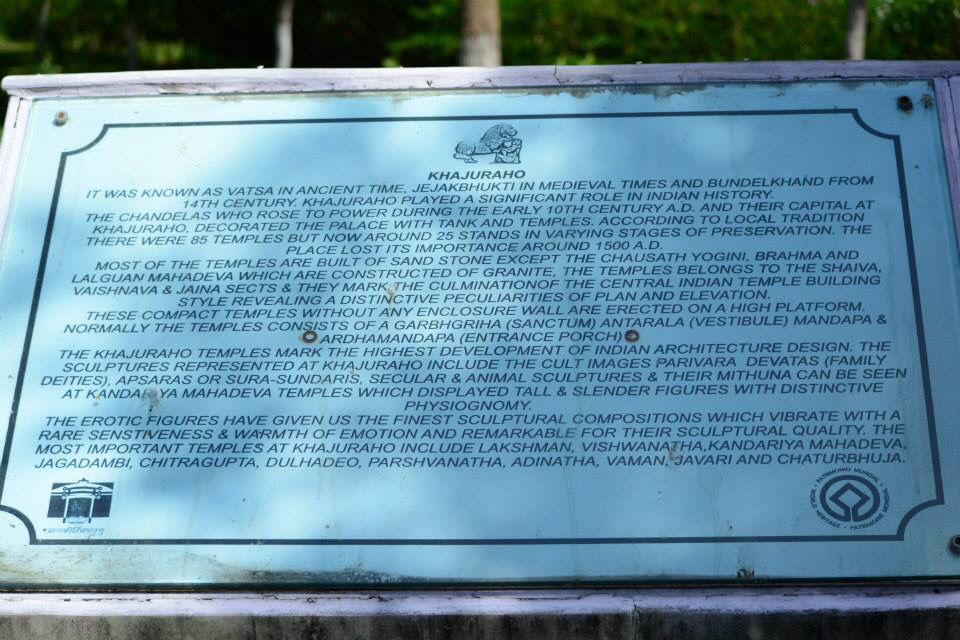 KHAJURAHO
IT WAS KNOWN AS VATSA IN ANCIENT TIME, JEJAKBHUKTI IN MEDIEVAL TIMES AND BUNDELKHAND FROM
14TH CENTURY. KHAJURAHO PLAYED A SIGNIFICANT ROLE IN INDIAN HISTORY.
THE CHANDELAS WHO ROSE TO POWER DURING THE EARLY 10TH CENTURY A.D. AND THEIR CAPITAL AT
KHAJURAHO, DECORATED THE PALACE WITH TANK AND TEMPLES. ACCORDING TO LOCAL TRADITION
THERE WERE 85 TEMPLES BUT NOW AROUND 25 STANDS IN VARYING STAGES OF PRESERVATION. THE
PLACE LOST ITS IMPORTANCE AROUND 1500 A.D.
MOST OF THE TEMPLES ARE BUILT OF SAND STONE EXCEPT THE CHAUSATH YOGINI, BRAHMA AND
LALGUAN MAHADEVA WHICH ARE CONSTRUCTED OF GRANITE, THE TEMPLES BELONGS TO THE SHAIVA,
VAISHNAVA & JAINA SECTS & THEY MARK THE CULMINATIONOF THE CENTRAL INDIAN TEMPLE BUILDING
STYLE REVEALING A DISTINCTIVE PECULIARITIES OF PLAN AND ELEVATION.
THESE COMPACT TEMPLES WITHOUT ANY ENCLOSURE WALL ARE ERECTED ON A HIGH PLATFORM.
NORMALLY THE TEMPLES CONSISTS OF A GARBHGRIHA (SANCTUM) ANTARALA (VESTIBULE) MANDAPA &
ARDHAMANDAPA (ENTRANCE PORCH)
THE KHAJURAHO TEMPLES MARK THE HIGHEST DEVELOPMENT OF INDIAN ARCHITECTURE DESIGN. THE
SCULPTURES REPRESENTED AT KHAJURAHO INCLUDE THE CULT IMAGES PARIVARA DEVATAS (FAMILY
DEITIES), APSARAS OR SURA-SUNDARIS, SECULAR & ANIMAL SCULPTURES & THEIR MITHUNA CAN BE SEEN
AT KANDARIYA MAHADEVA TEMPLES WHICH DISPLAYED TALL & SLENDER FIGURES WITH DISTINCTIVE
PHYSIOGNOMY.
THE EROTIC FIGURES HAVE GIVEN US THE FINEST SCULPTURAL COMPOSITIONS WHICH VIBRATE WITH A
RARE SENSTIVENESS & WARMTH OF EMOTION AND REMARKABLE FOR THEIR SCULPTURAL QUALITY. THE
MOST IMPORTANT TEMPLES AT KHAJURAHO INCLUDE LAKSHMAN, VISHWANATHA,KANDARIYA MAHADEVA,
JAGADAMBI, CHITRAGUPTA, DULHADEO, PARSHVANATHA, ADINATHA, VAMAN,JAVARI AND CHATURBHUJA.
WORLD HERITAGE • PATRIMOINE MONDIAL • PATRIMONIO MUNDIAL